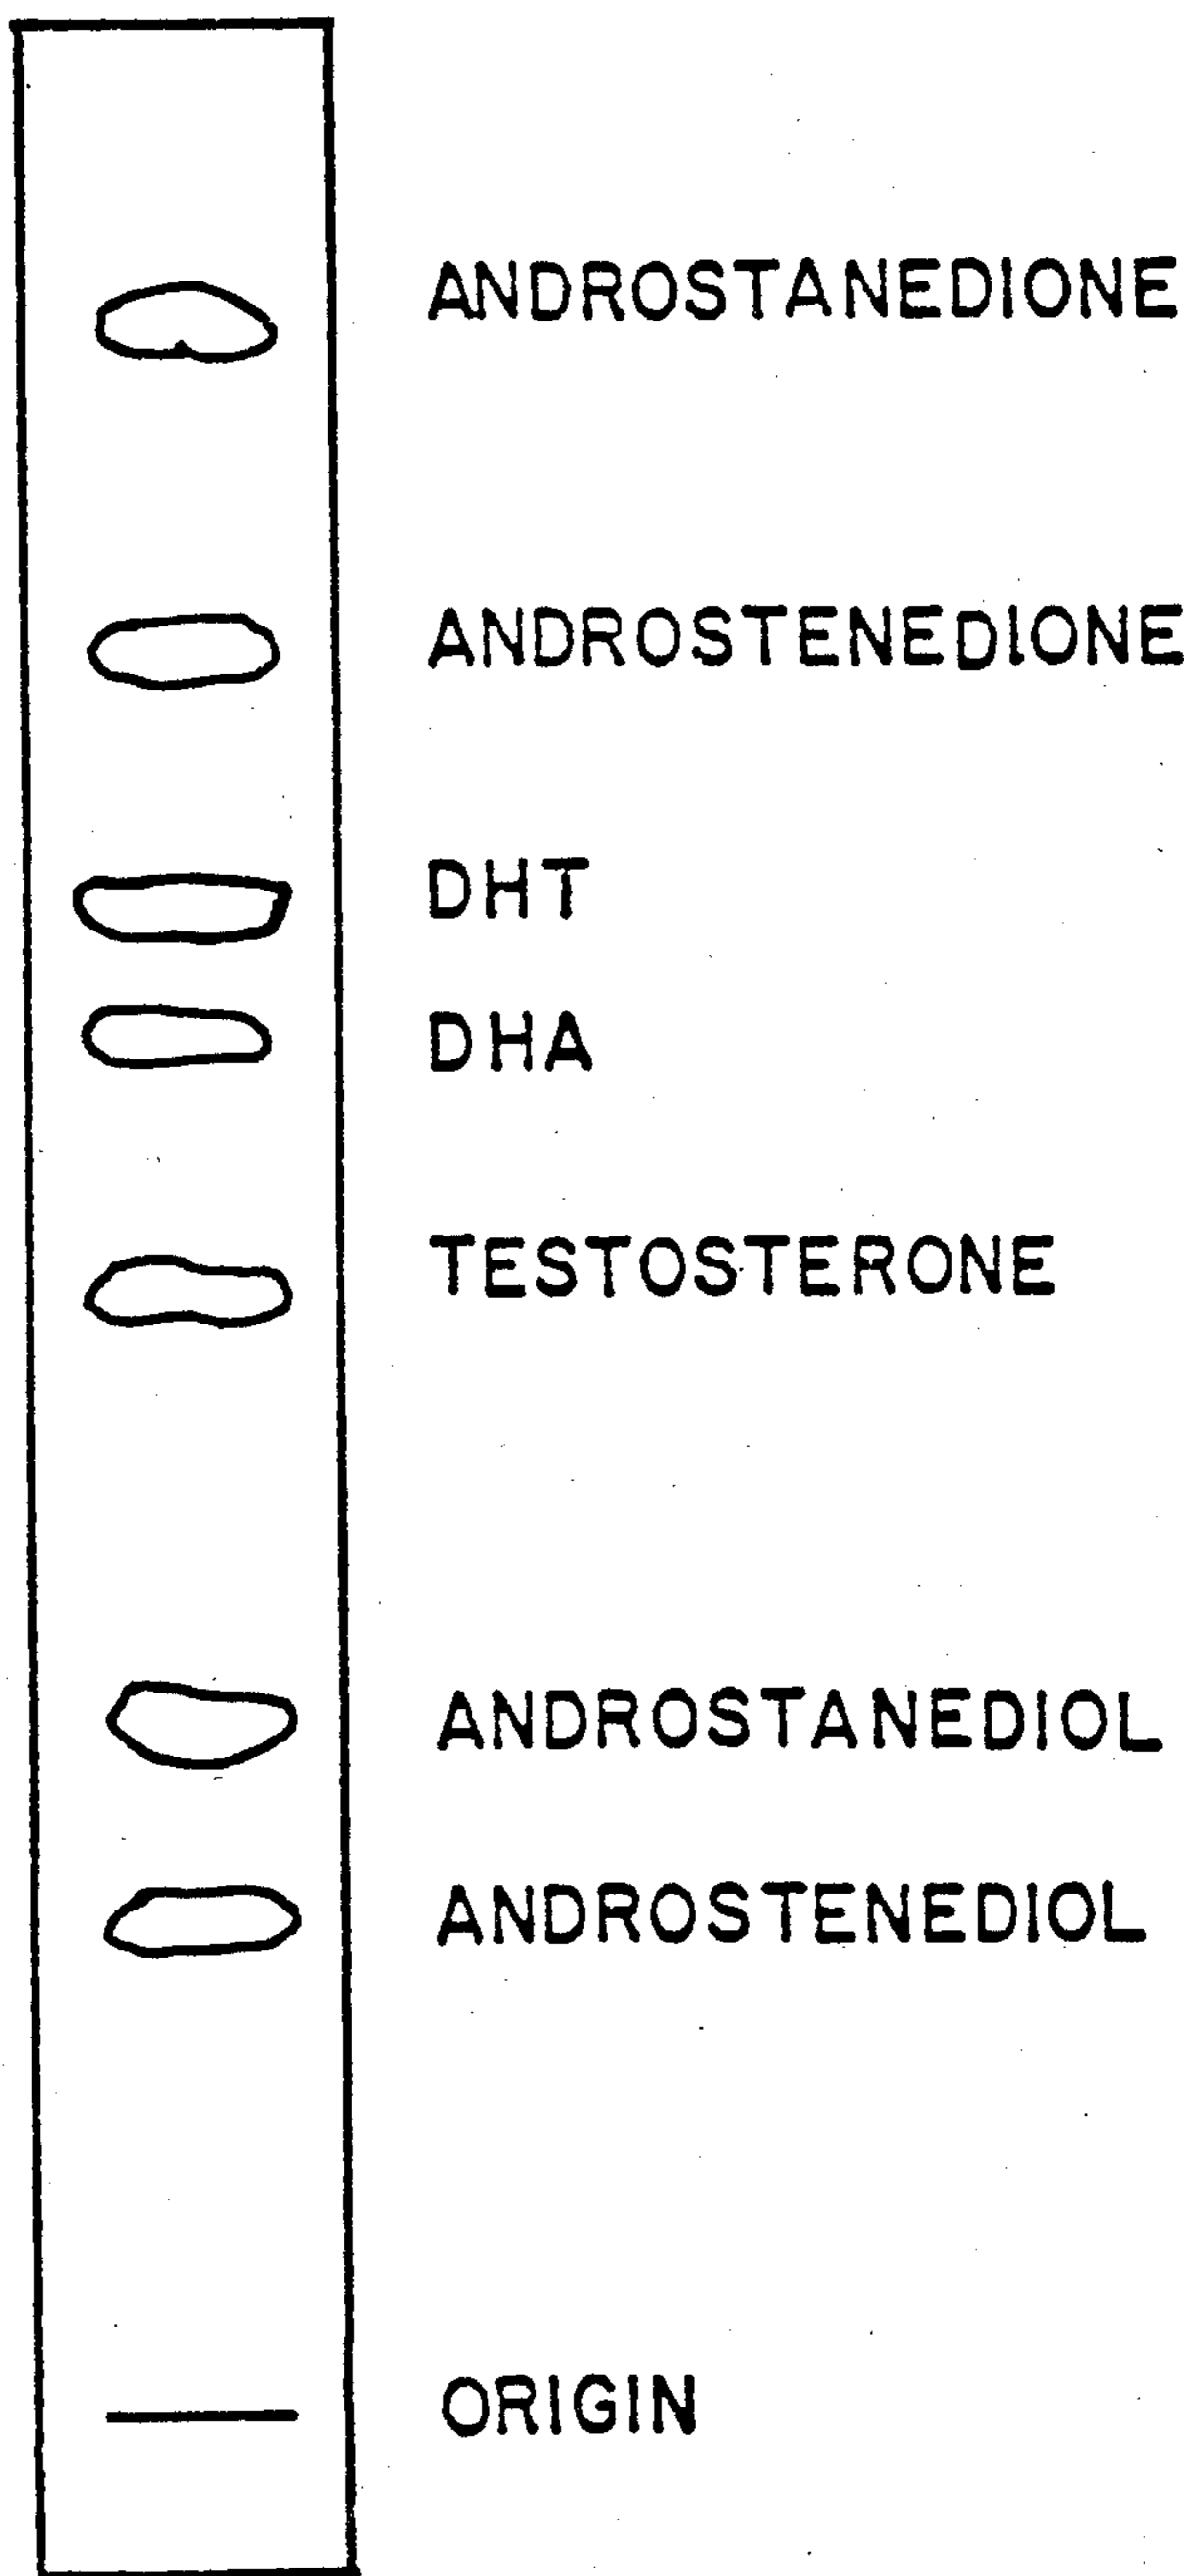 ANDROSTANEDIONE
ANDROSTENEDIONE
DHT
DHA
TESTOSTERONE
ANDROSTANEDIOL
ANDROSTENEDIOL
ORIGIN